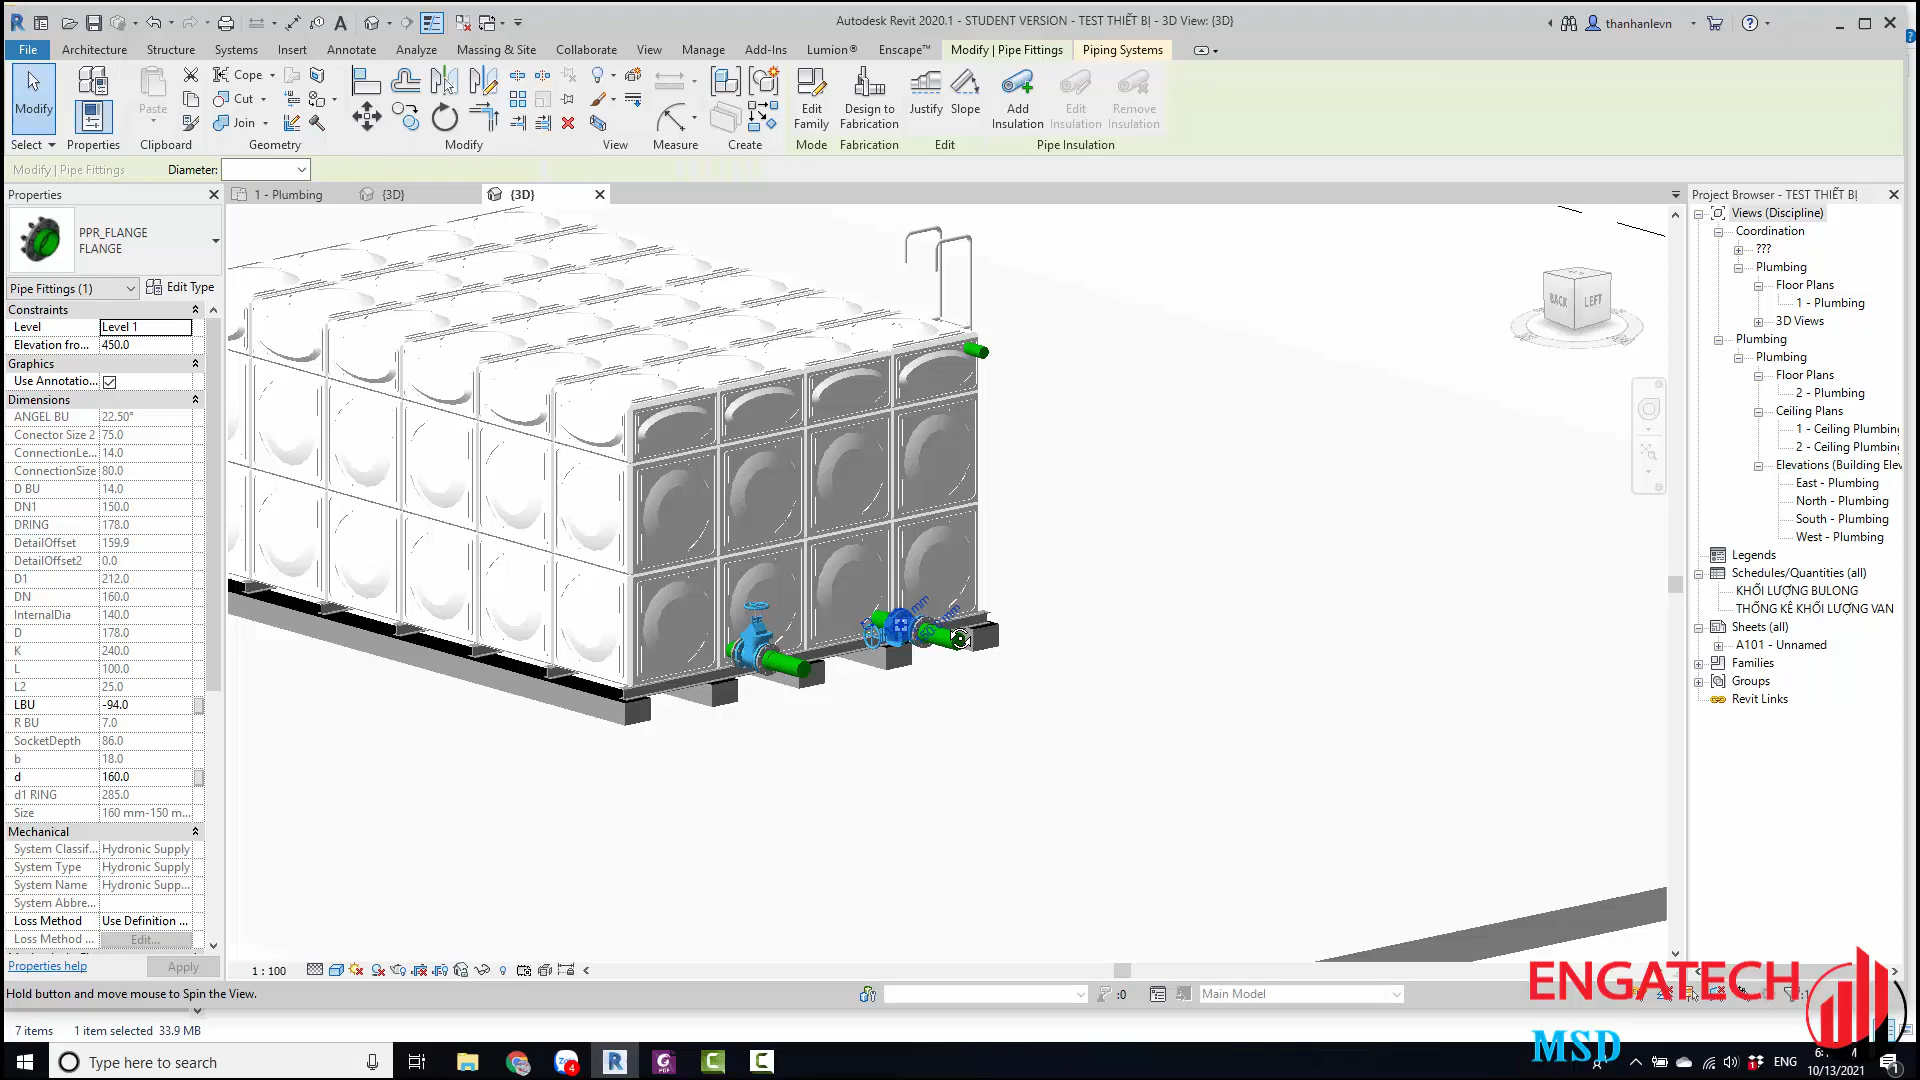 Autodesk Revit 2020.1 - STUDENT VERSION - TEST THIẾT BỊ - 3D View: {3D}
thanhanlevn
File Architecture Structure Systems Insert Annotate Analyze Massing & Site Collaborate View Manage Add-Ins Lumion® Enscape™ Modify | Pipe Fittings Piping Systems
Modify
Paste
Cope
Cut
Join
Edit Family
Design to Fabrication
Justify
Slope
Add Insulation
Edit Insulation
Remove Insulation
Select Properties Clipboard Geometry Modify View Measure Create Mode Fabrication Edit Pipe Insulation
Modify | Pipe Fittings Diameter:
Properties
1 - Plumbing {3D} {3D}
PPR_FLANGE
FLANGE
Pipe Fittings (1) Edit Type
Constraints
Level Level 1
Elevation fro... 450.0
Graphics
Use Annotatio...
Dimensions
ANGEL BU 22.50°
Conector Size 2 75.0
ConnectionLe... 14.0
ConnectionSize 80.0
D BU 14.0
DN1 150.0
DRING 178.0
DetailOffset 159.9
DetailOffset2 0.0
D1 212.0
DN 160.0
InternalDia 140.0
D 178.0
K 240.0
L 100.0
L2 25.0
LBU -94.0
R BU 7.0
SocketDepth 86.0
b 18.0
d 160.0
d1 RING 285.0
Size 160 mm-150 m...
Mechanical
System Classif... Hydronic Supply
System Type Hydronic Supply
System Name Hydronic Supp...
System Abbre...
Loss Method Use Definition ...
Loss Method ... Edit...
Properties help Apply
BACK LEFT
Project Browser - TEST THIẾT BỊ
Views (Discipline)
Coordination
???
Plumbing
Floor Plans
1 - Plumbing
3D Views
Plumbing
Plumbing
Floor Plans
2 - Plumbing
Ceiling Plans
1 - Ceiling Plumbing
2 - Ceiling Plumbing
Elevations (Building Elev
East - Plumbing
North - Plumbing
South - Plumbing
West - Plumbing
Legends
Schedules/Quantities (all)
KHỐI LƯỢNG BULONG
THỐNG KÊ KHỐI LƯỢNG VAN
Sheets (all)
A101 - Unnamed
Families
Groups
Revit Links
1 : 100
Hold button and move mouse to Spin the View.
:0
Main Model
7 items 1 item selected 33.9 MB
ENGATECH
MSD
Type here to search
4
ENG
10/13/2021
1